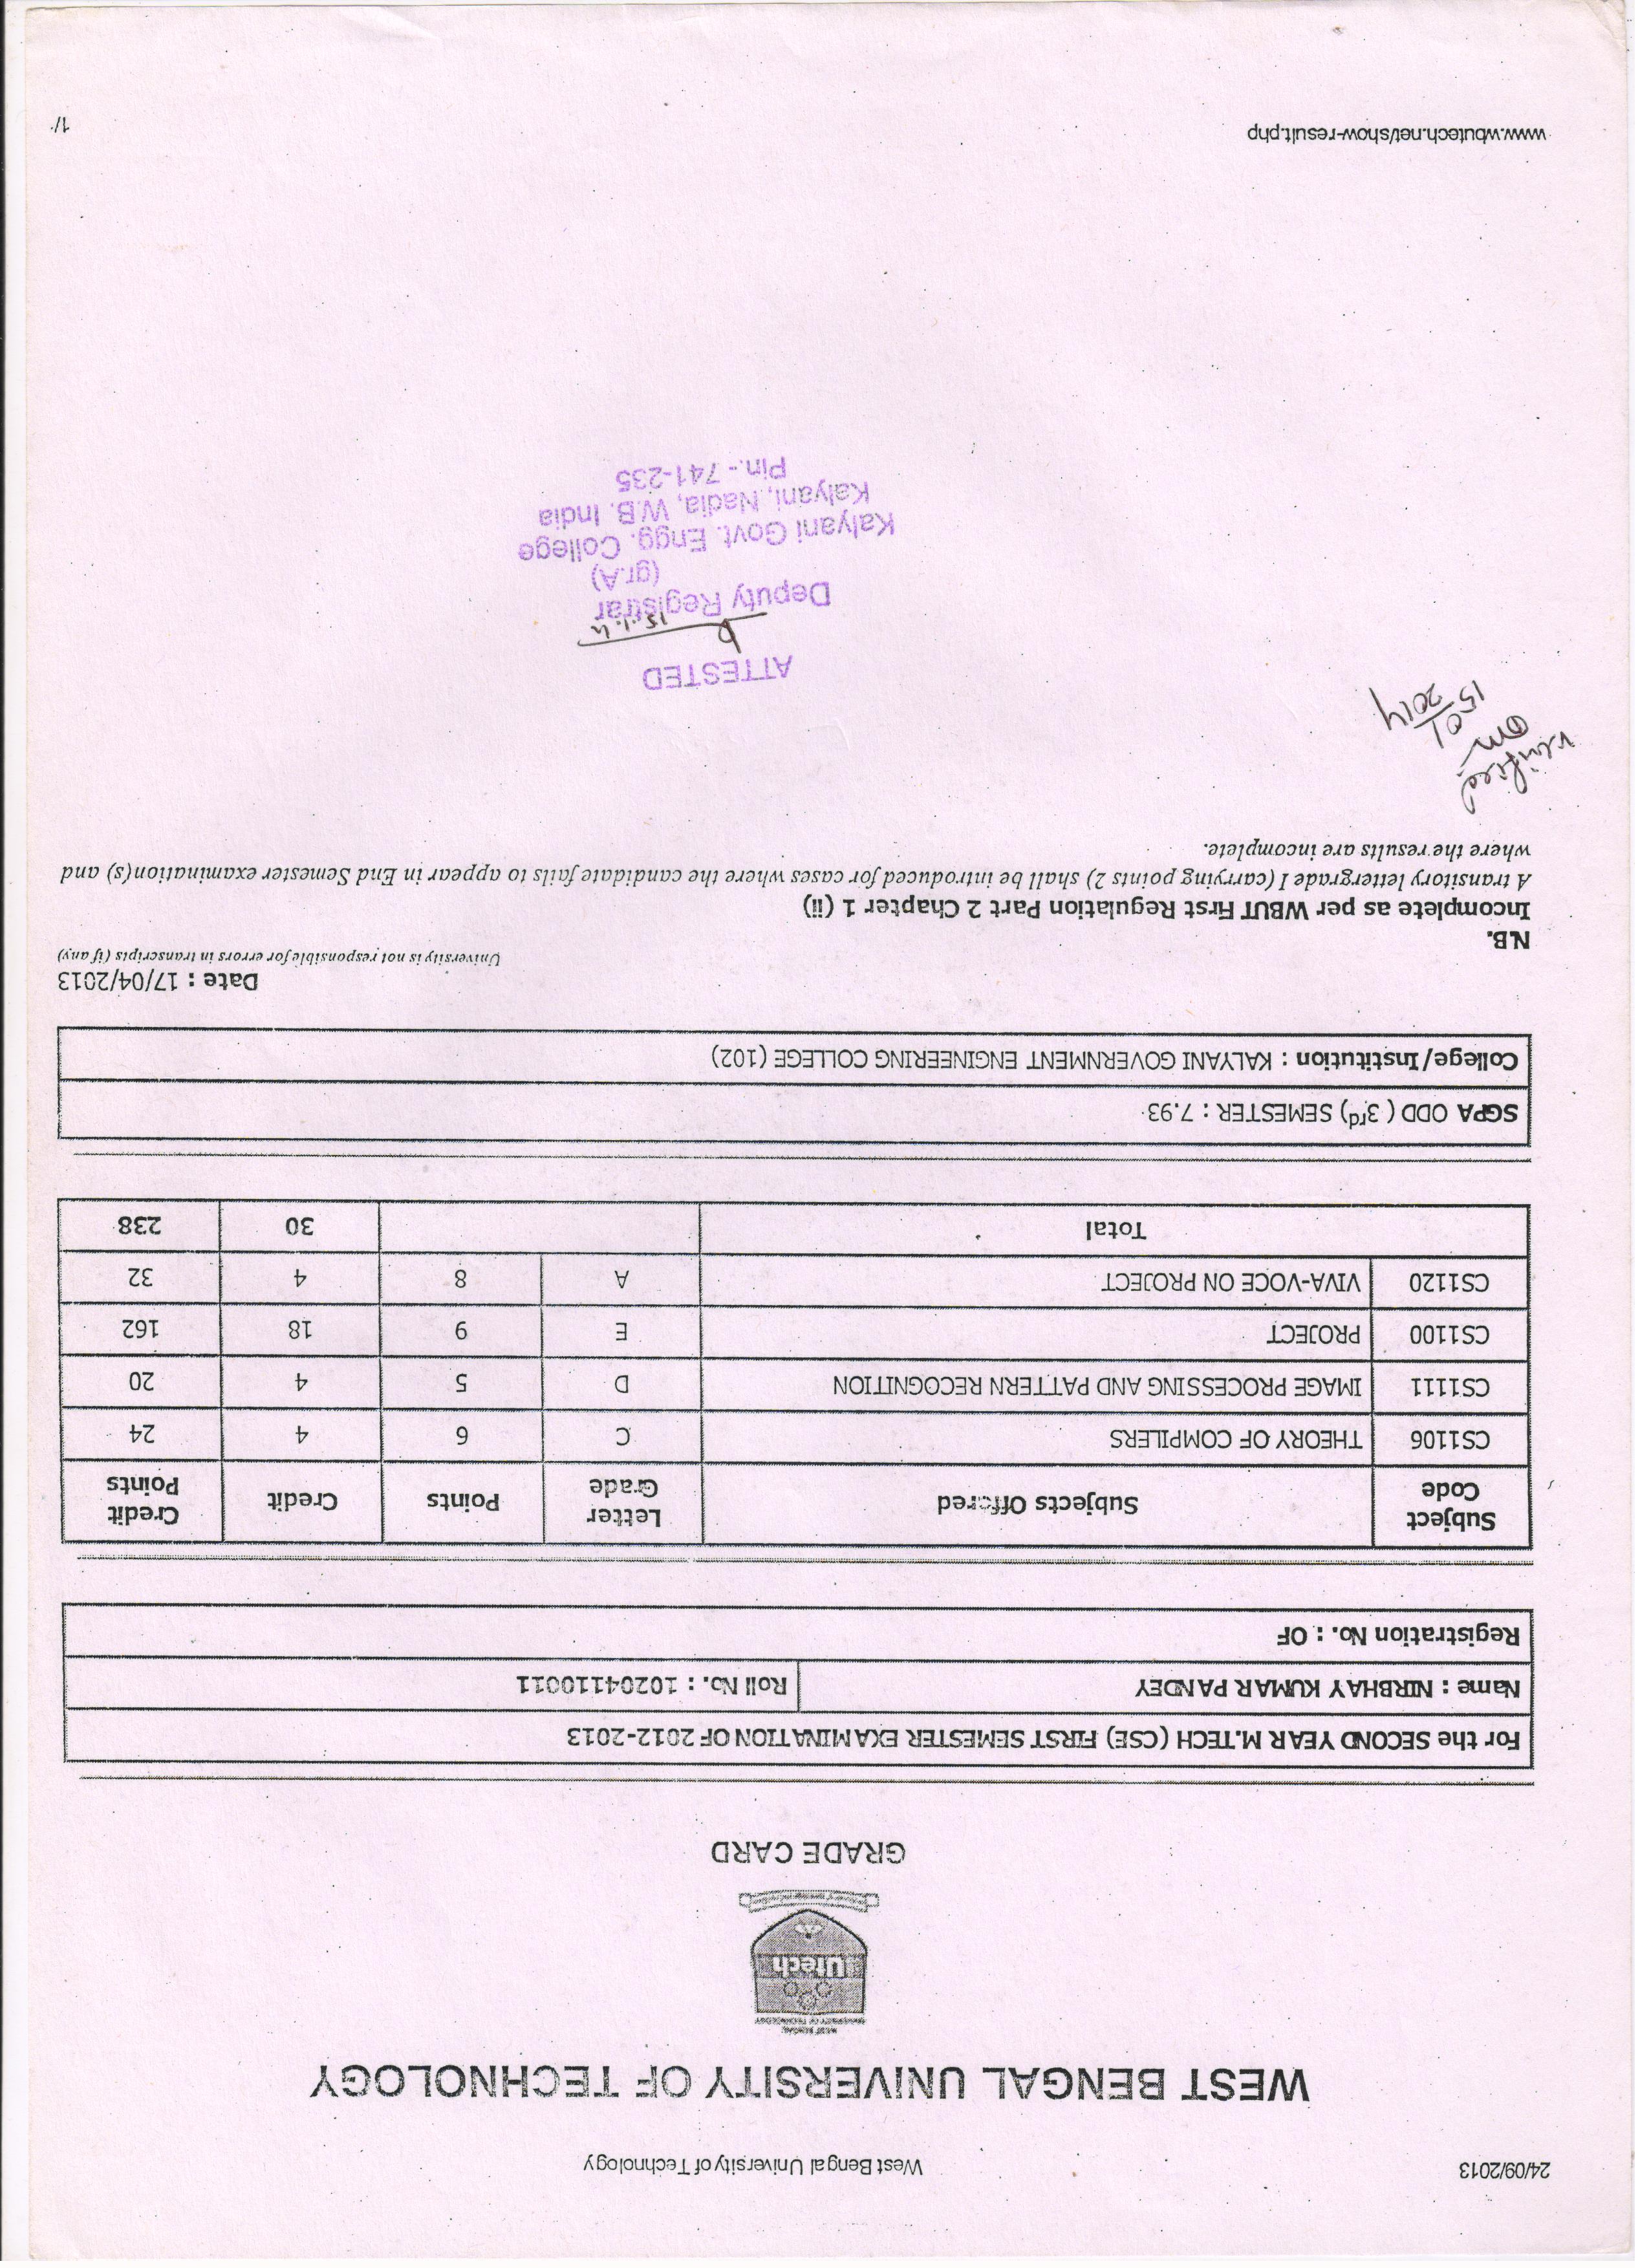 24/09/2013 West Bengal University of Technology
WEST BENGAL UNIVERSITY OF TECHNOLOGY
WEST BENGAL
UNIVERSITY OF TECHNOLOGY
Utech
GRADE CARD
For the SECOND YEAR M.TECH (CSE) FIRST SEMESTER EXAMINATION OF 2012-2013
Name : NIRBHAY KUMAR PANDEY Roll No. : 10204110011
Registration No. : OF
Subject Code Subjects Offered Letter Grade Points Credit Credit Points
CS1106 THEORY OF COMPILERS C 6 4 24
CS1111 IMAGE PROCESSING AND PATTERN RECOGNITION D 5 4 20
CS1100 PROJECT E 9 18 162
CS1120 VIVA-VOCE ON PROJECT A 8 4 32
Total 30 238
SGPA ODD ( 3rd) SEMESTER : 7.93
College/Institution : KALYANI GOVERNMENT ENGINEERING COLLEGE (102)
Date : 17/04/2013
University is not responsible for errors in transcripts (if any)
N.B.
Incomplete as per WBUT First Regulation Part 2 Chapter 1 (ii)
A transitory lettergrade I (carrying points 2) shall be introduced for cases where the candidate fails to appear in End Semester examination(s) and
where the results are incomplete.
Verified
15/01
2014
ATTESTED
Deputy Registrar
(gr.A)
Kalyani Govt. Engg. College
Kalyani, Nadia, W.B. India
Pin.- 741-235
www.wbutech.net/show-result.php 1/